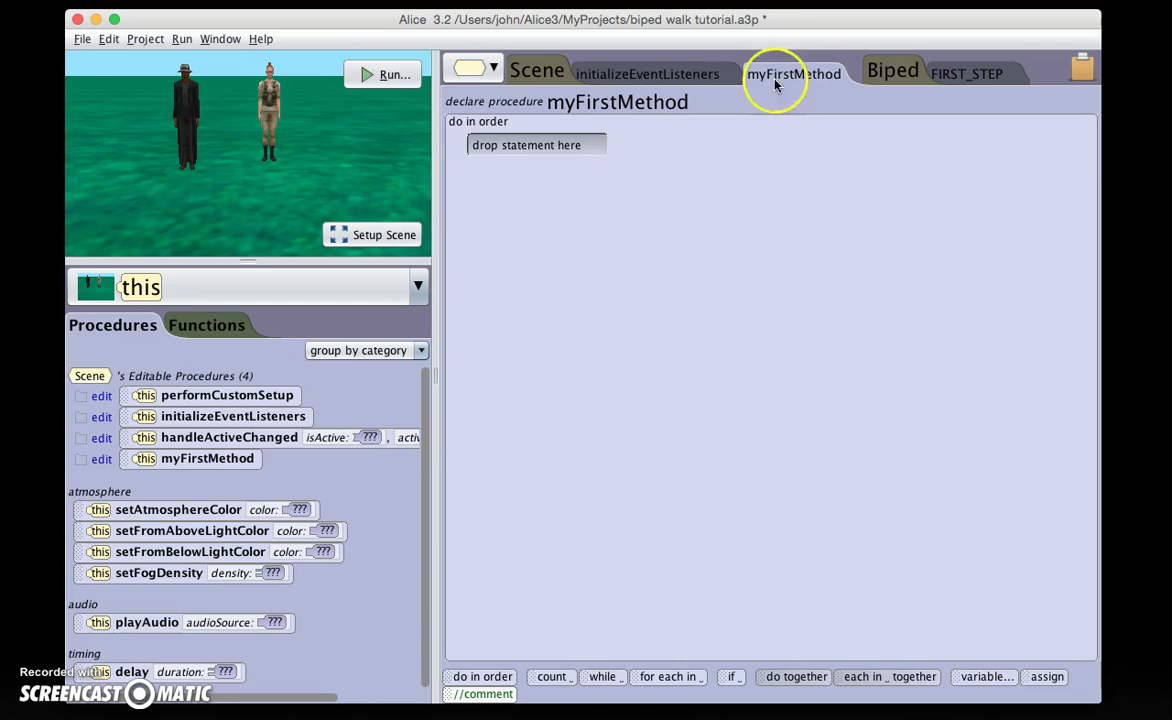 Alice 3.2 /Users/john/Alice3/MyProjects/biped walk tutorial.a3p *
File Edit Project Run Window Help
Run...
Setup Scene
this
Procedures Functions
group by category
Scene 's Editable Procedures (4)
edit this performCustomSetup
edit this initializeEventListeners
edit this handleActiveChanged isActive: ??? , activ
edit this myFirstMethod
atmosphere
this setAtmosphereColor color: ???
this setFromAboveLightColor color: ???
this setFromBelowLightColor color: ???
this setFogDensity density: ???
audio
this playAudio audioSource: ???
timing
this delay duration: ???
Scene initializeEventListeners myFirstMethod Biped FIRST_STEP
declare procedure myFirstMethod
do in order
drop statement here
do in order count while for each in if do together each in together variable... assign
//comment
Recorded with
SCREENCAST MATIC